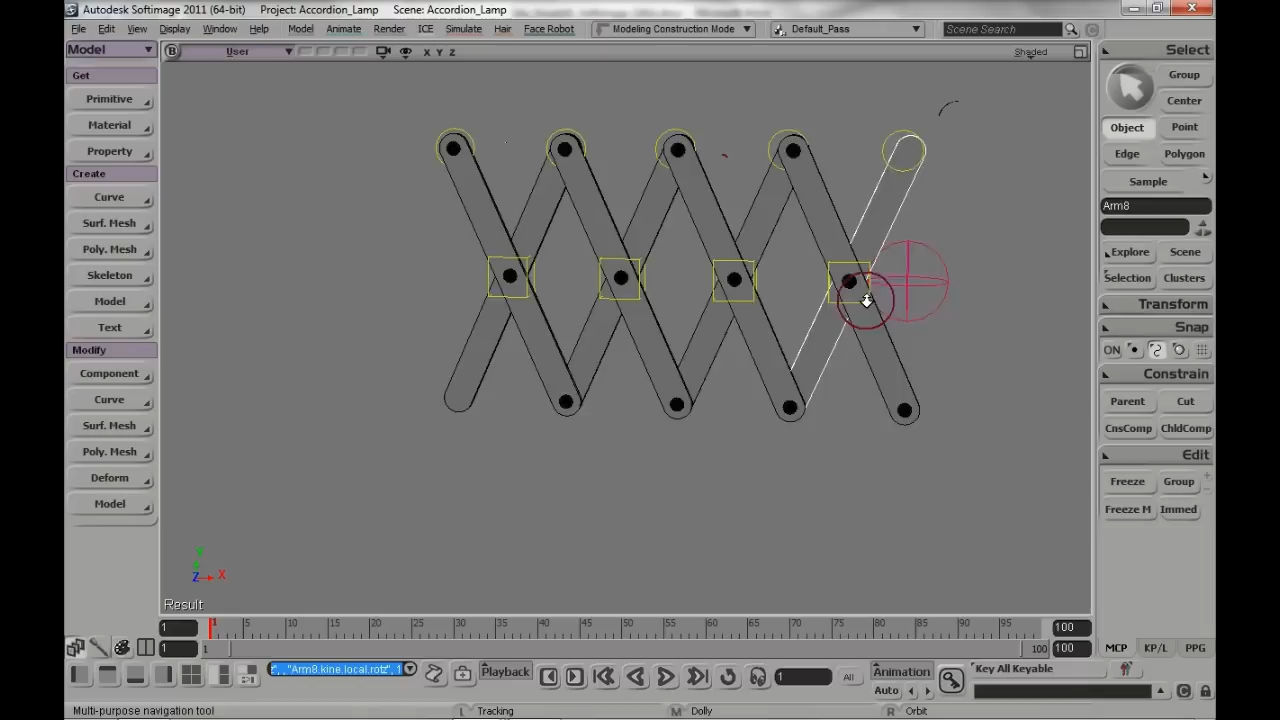 Autodesk Softimage 2011 (64-bit) Project: Accordion_Lamp Scene: Accordion_Lamp
File Edit View Display Window Help Model Animate Render Simulate Hair ICE Face Robot Modeling Construction Mode Default_Pass Scene Search
Model
B User X Y Z Shaded
Select
Get
Primitive
Material
Property
Create
Curve
Surf. Mesh
Poly. Mesh
Skeleton
Model
Text
Modify
Component
Curve
Surf. Mesh
Poly. Mesh
Deform
Model
Group
Center
Object Point
Edge Polygon
Sample
Arm8
Explore Scene
Selection Clusters
Transform
Snap
ON
Constrain
Parent Cut
CnsComp ChldComp
Edit
Freeze Group
Freeze M Immed
Y
Z X
Result
1 1 5 10 15 20 25 30 35 40 45 50 55 60 65 70 75 80 85 90 95 100
1 1 100 100
MCP KP/L PPG
", "Arm8.kine.local.rotz", 1
Playback 1 All Animation Key All Keyable
Auto
Multi-purpose navigation tool L Tracking M Dolly R Orbit